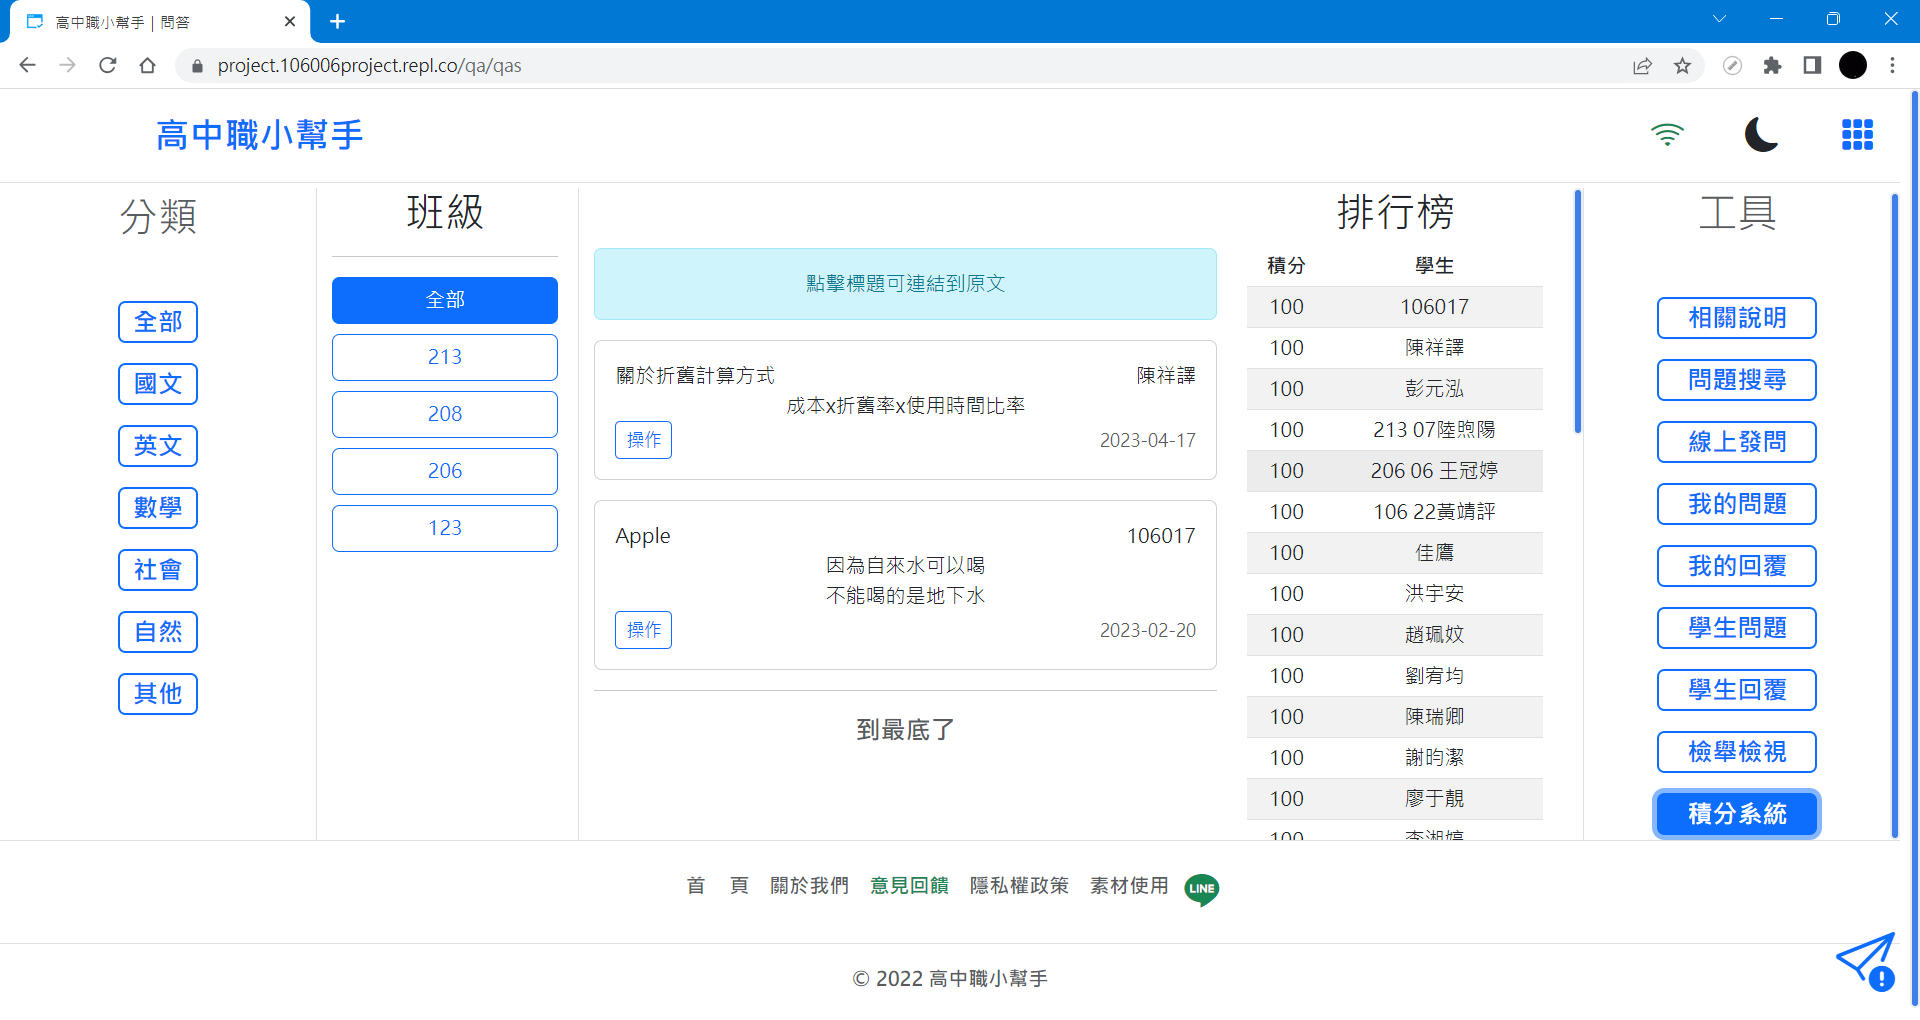 高中職小幫手 | 問答
project.106006project.repl.co/qa/qas
高中職小幫手
分類
全部
國文
英文
數學
社會
自然
其他
班級
全部
213
208
206
123
點擊標題可連結到原文
關於折舊計算方式 陳祥譯
成本x折舊率x使用時間比率
操作 2023-04-17
Apple 106017
因為自來水可以喝
不能喝的是地下水
操作 2023-02-20
到最底了
排行榜
積分 學生
100 106017
100 陳祥譯
100 彭元泓
100 213 07陸煦陽
100 206 06 王冠婷
100 106 22黃靖評
100 佳鷹
100 洪宇安
100 趙珮妏
100 劉宥均
100 陳瑞卿
100 謝昀潔
100 廖于靚
100 李湘婷
工具
相關說明
問題搜尋
線上發問
我的問題
我的回覆
學生問題
學生回覆
檢舉檢視
積分系統
首 頁 關於我們 意見回饋 隱私權政策 素材使用 LINE
© 2022 高中職小幫手